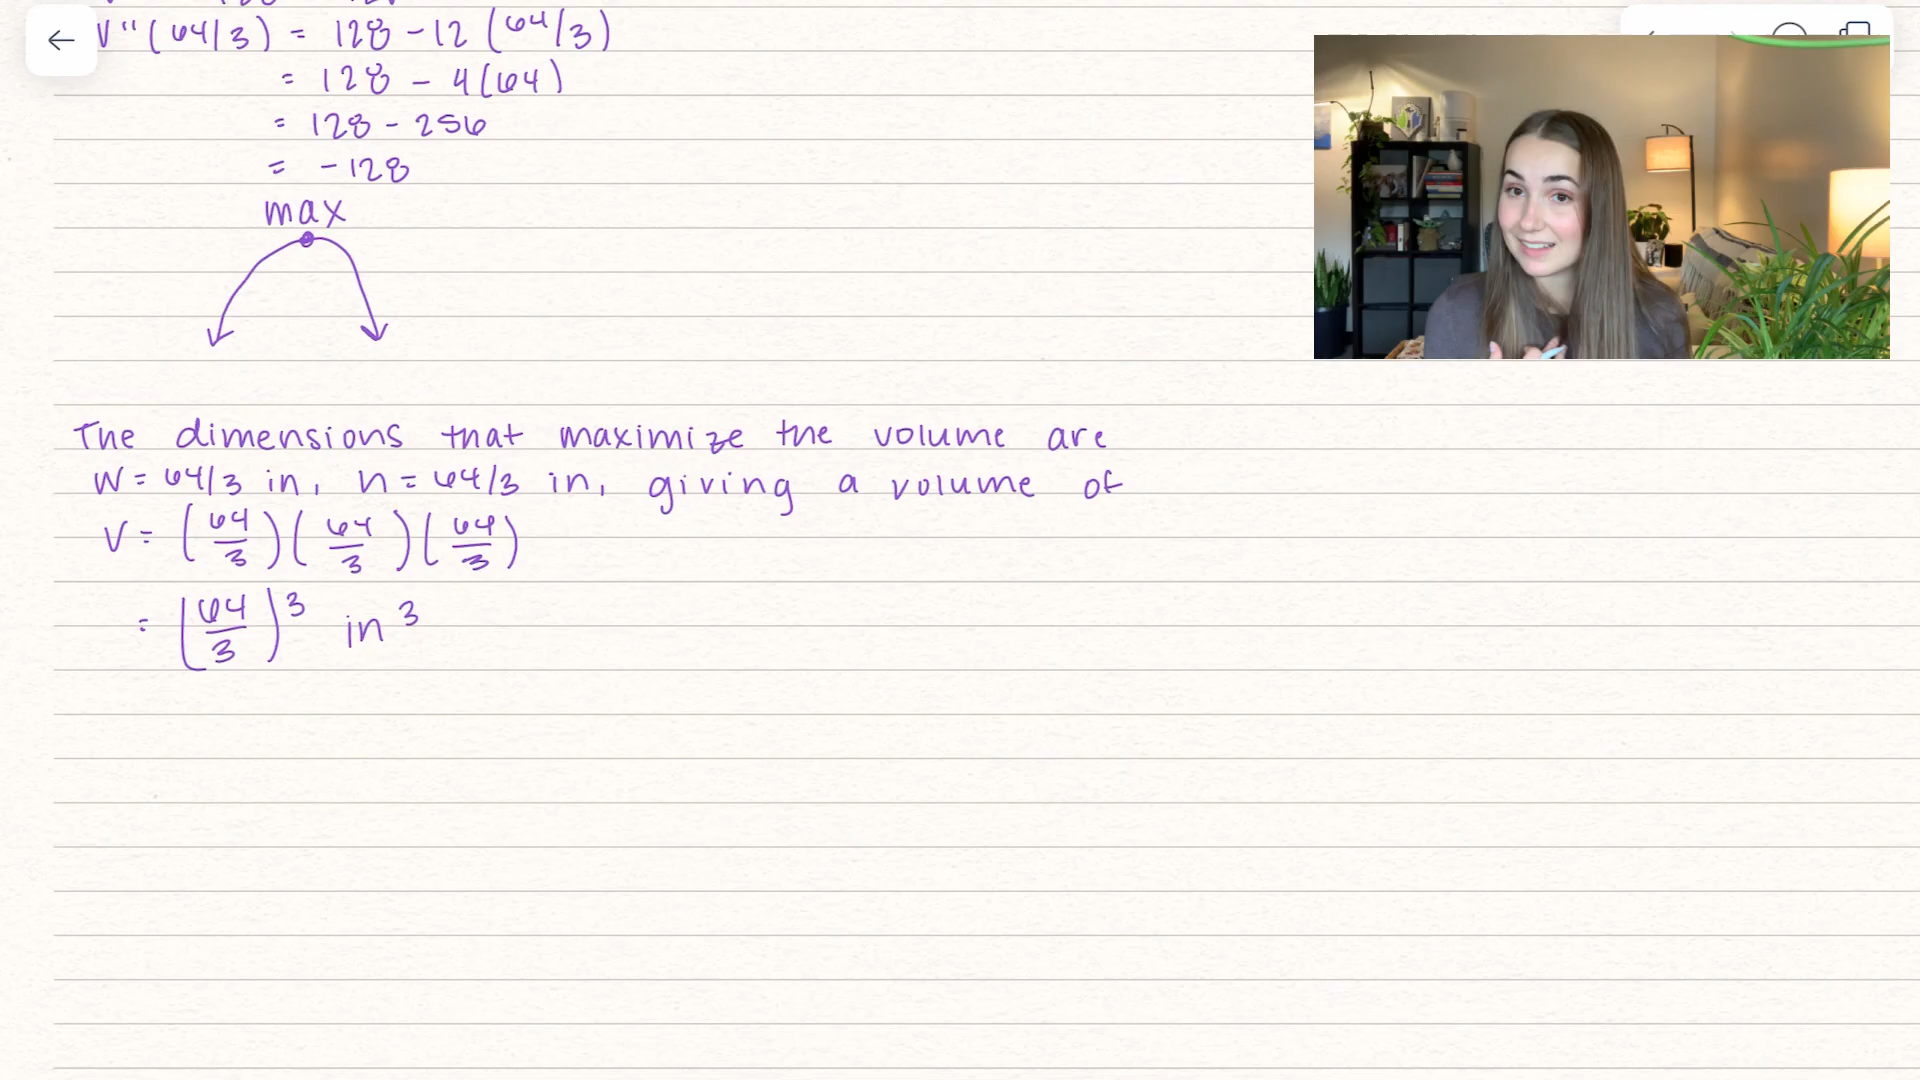 V"(64/3) = 128 - 12 (64/3)
= 128 - 4(64)
= 128 - 256
= -128
max
The dimensions that maximize the volume are
w = 64/3 in, h = 64/3 in, giving a volume of
V = (64/3)(64/3)(64/3)
= (64/3)^3 in^3